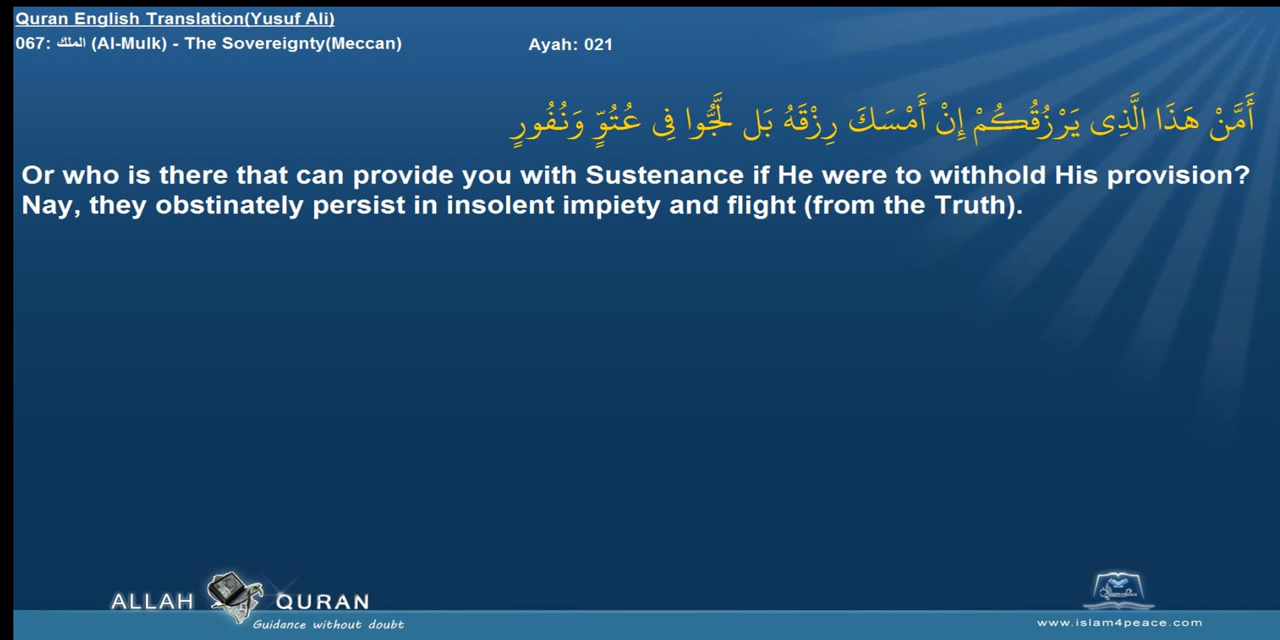 Quran English Translation(Yusuf Ali)
067: الملك (Al-Mulk) - The Sovereignty(Meccan) Ayah: 021
أَمَّنْ هَذَا الَّذِى يَرْزُقُكُمْ إِنْ أَمْسَكَ رِزْقَهُ بَل لَّجُّوا فِى عُتُوٍّ وَنُفُورٍ
Or who is there that can provide you with Sustenance if He were to withhold His provision?
Nay, they obstinately persist in insolent impiety and flight (from the Truth).
ALLAH QURAN
Guidance without doubt
www.islam4peace.com